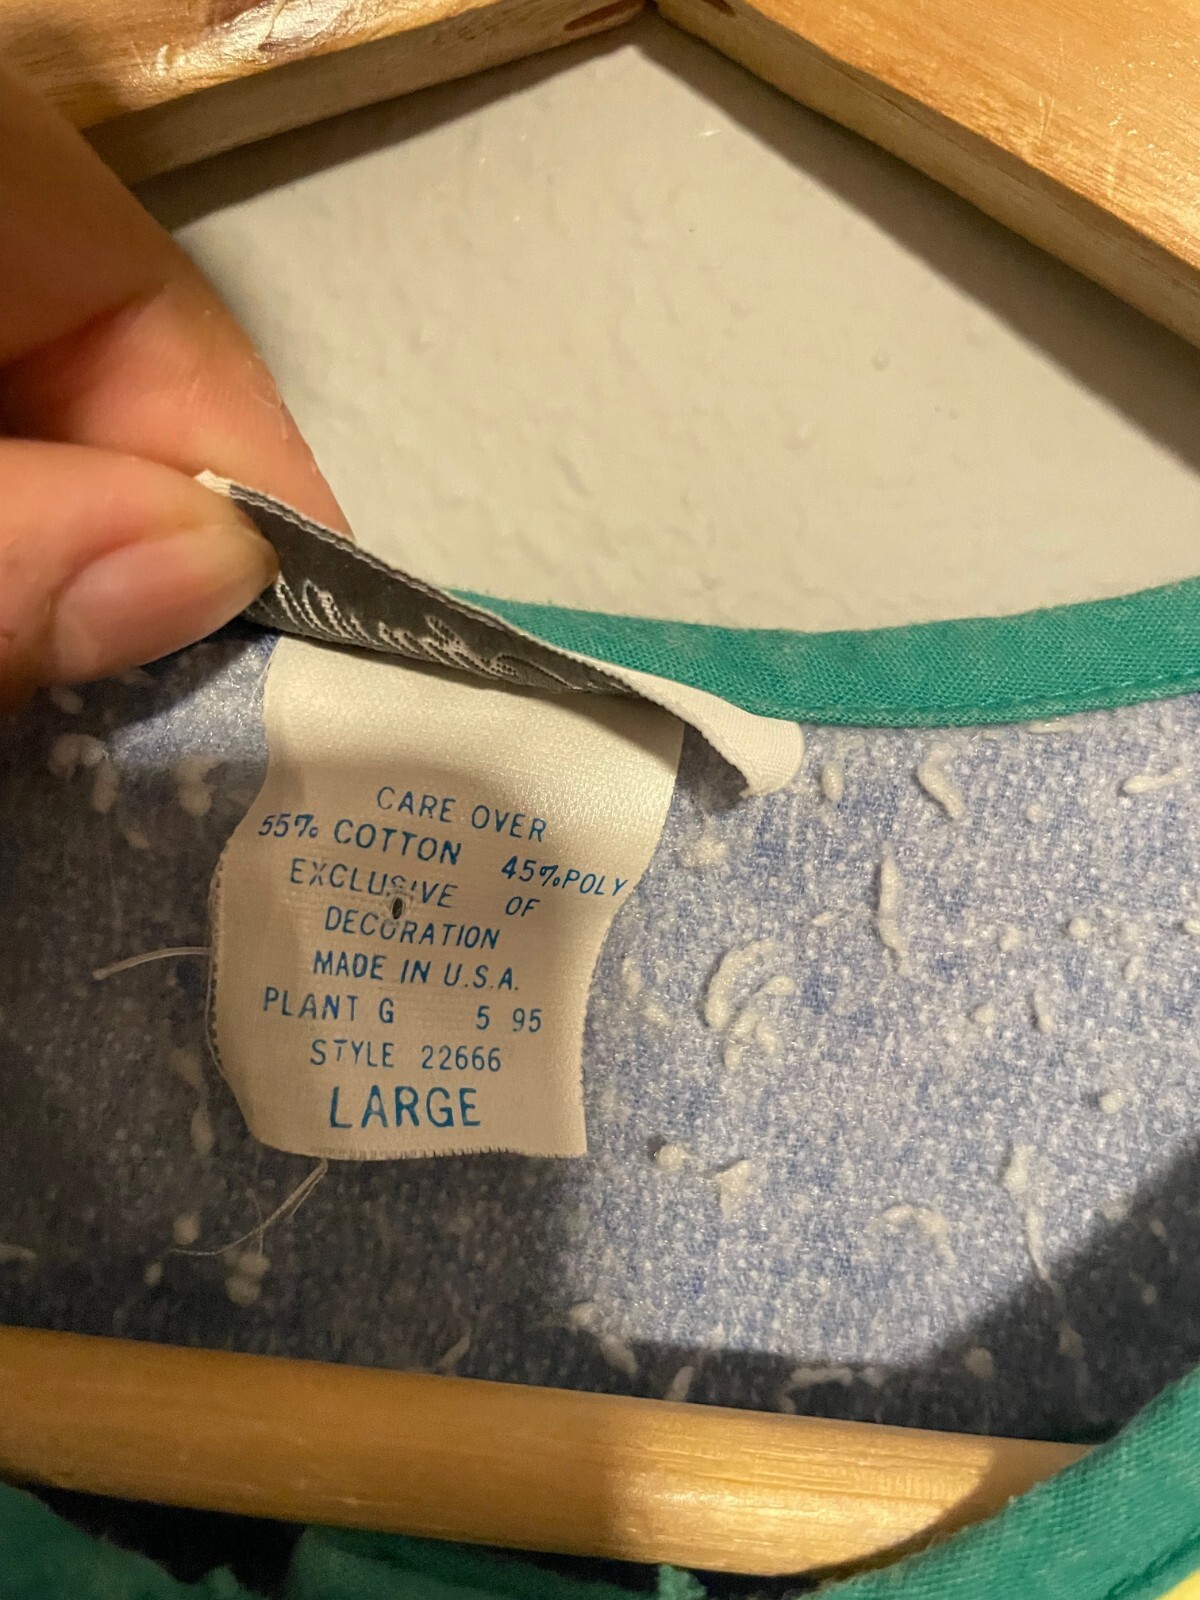 CARE OVER
55% COTTON 45% POLY
EXCLUSIVE OF
DECORATION
MADE IN U.S.A.
PLANT G 5 95
STYLE 22666
LARGE